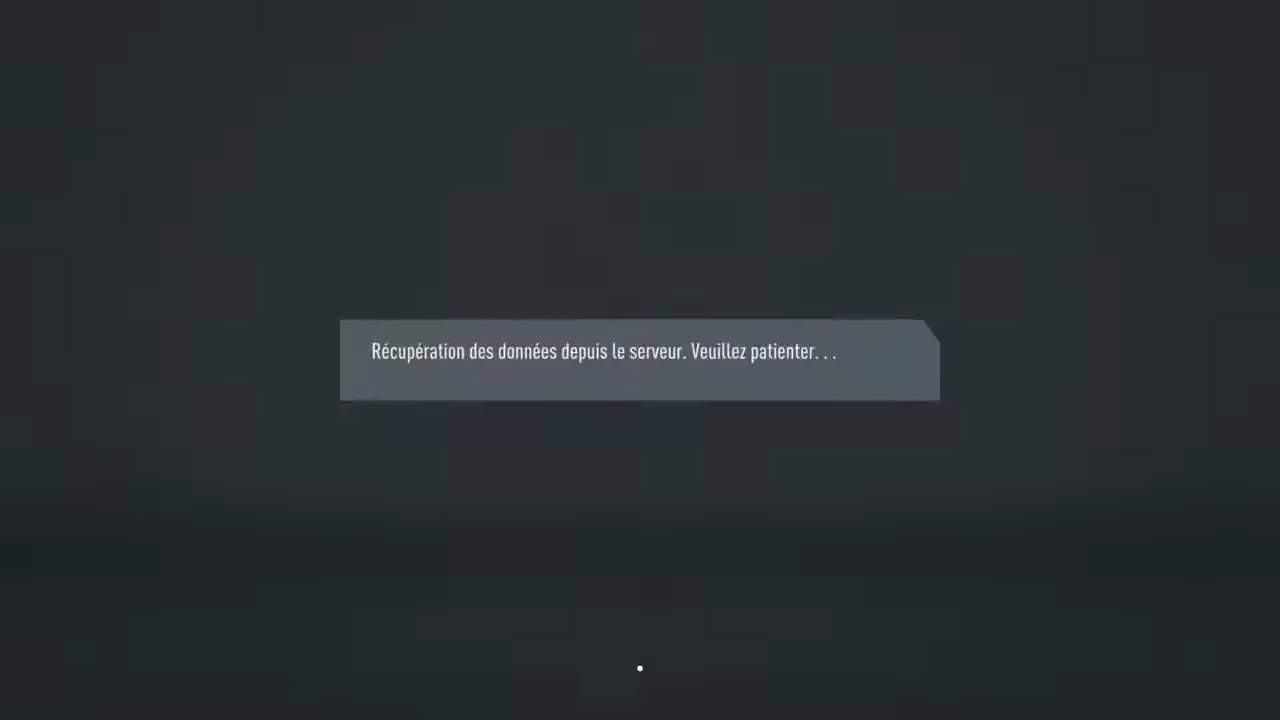 Récupération des données depuis le serveur. Veuillez patienter. . .